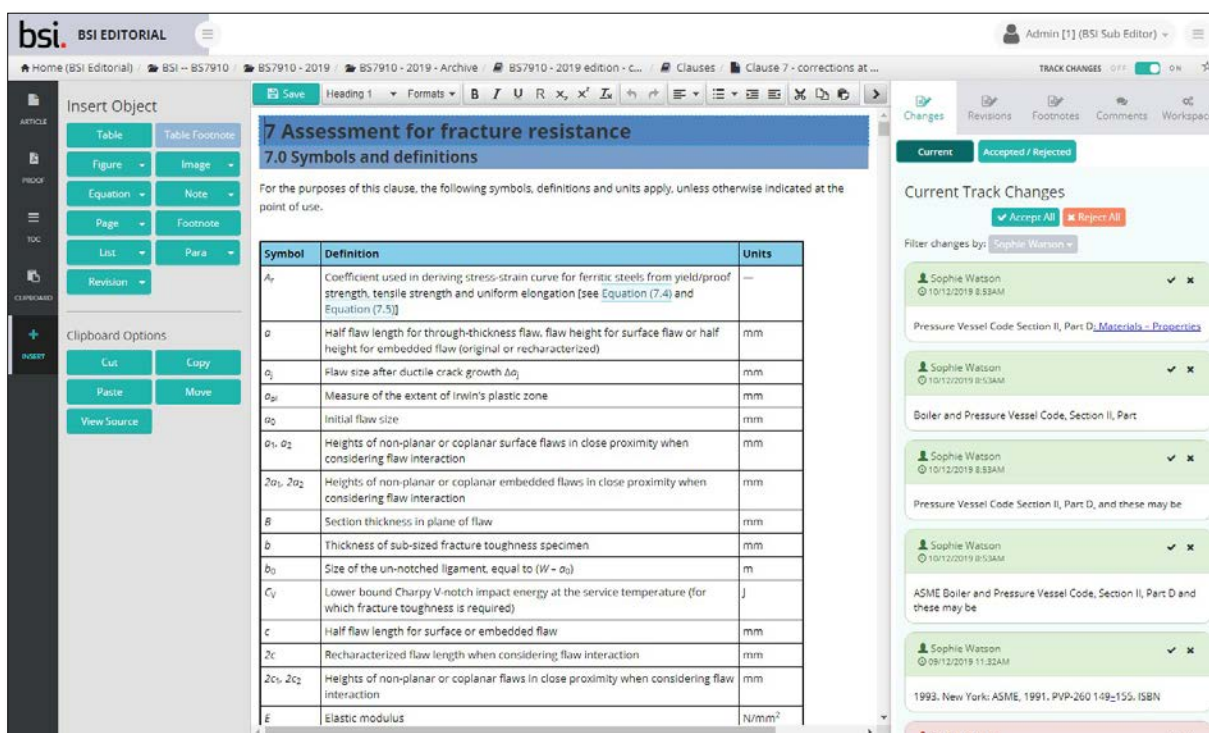 bsi. BSI EDITORIAL
Admin [1] (BSI Sub Editor)
Home (BSI Editorial) / BSI -- BS7910 / BS7910 - 2019 / BS7910 - 2019 - Archive / BS7910 - 2019 edition - c... / Clauses / Clause 7 - corrections at ...
TRACK CHANGES OFF ON
ARTICLE
PROOF
TOC
CLIPBOARD
INSERT
Insert Object
Table Table Footnote
Figure Image
Equation Note
Page Footnote
List Para
Revision
Clipboard Options
Cut Copy
Paste Move
View Source
Save Heading 1 Formats B I U R x, x' Ix
7 Assessment for fracture resistance
7.0 Symbols and definitions
For the purposes of this clause, the following symbols, definitions and units apply, unless otherwise indicated at the
point of use.
Symbol Definition Units
Coefficient used in deriving stress-strain curve for ferritic steels from yield/proof —
strength, tensile strength and uniform elongation [see Equation (7.4) and
Equation (7.5)]
a Half flaw length for through-thickness flaw, flaw height for surface flaw or half mm
height for embedded flaw (original or recharacterized)
aj Flaw size after ductile crack growth Δaj mm
Measure of the extent of Irwin's plastic zone mm
a0 Initial flaw size mm
a1, a2 Heights of non-planar or coplanar surface flaws in close proximity when mm
considering flaw interaction
2a1, 2a2 Heights of non-planar or coplanar embedded flaws in close proximity when mm
considering flaw interaction
B Section thickness in plane of flaw mm
b Thickness of sub-sized fracture toughness specimen mm
b0 Size of the un-notched ligament, equal to (W – a0) m
CV Lower bound Charpy V-notch impact energy at the service temperature (for J
which fracture toughness is required)
c Half flaw length for surface or embedded flaw mm
2c Recharacterized flaw length when considering flaw interaction mm
2c1, 2c2 Heights of non-planar or coplanar flaws in close proximity when considering flaw mm
interaction
E Elastic modulus N/mm2
Changes Revisions Footnotes Comments Workspac
Current Accepted / Rejected
Current Track Changes
Accept All Reject All
Filter changes by: Sophie Watson
Sophie Watson
10/12/2019 8:53AM
Pressure Vessel Code Section II, Part D: Materials – Properties
Sophie Watson
10/12/2019 8:53AM
Boiler and Pressure Vessel Code, Section II, Part
Sophie Watson
10/12/2019 8:53AM
Pressure Vessel Code Section II, Part D, and these may be
Sophie Watson
10/12/2019 8:53AM
ASME Boiler and Pressure Vessel Code, Section II, Part D and
these may be
Sophie Watson
09/12/2019 11:32AM
1993. New York: ASME, 1991. PVP-260 149–155. ISBN